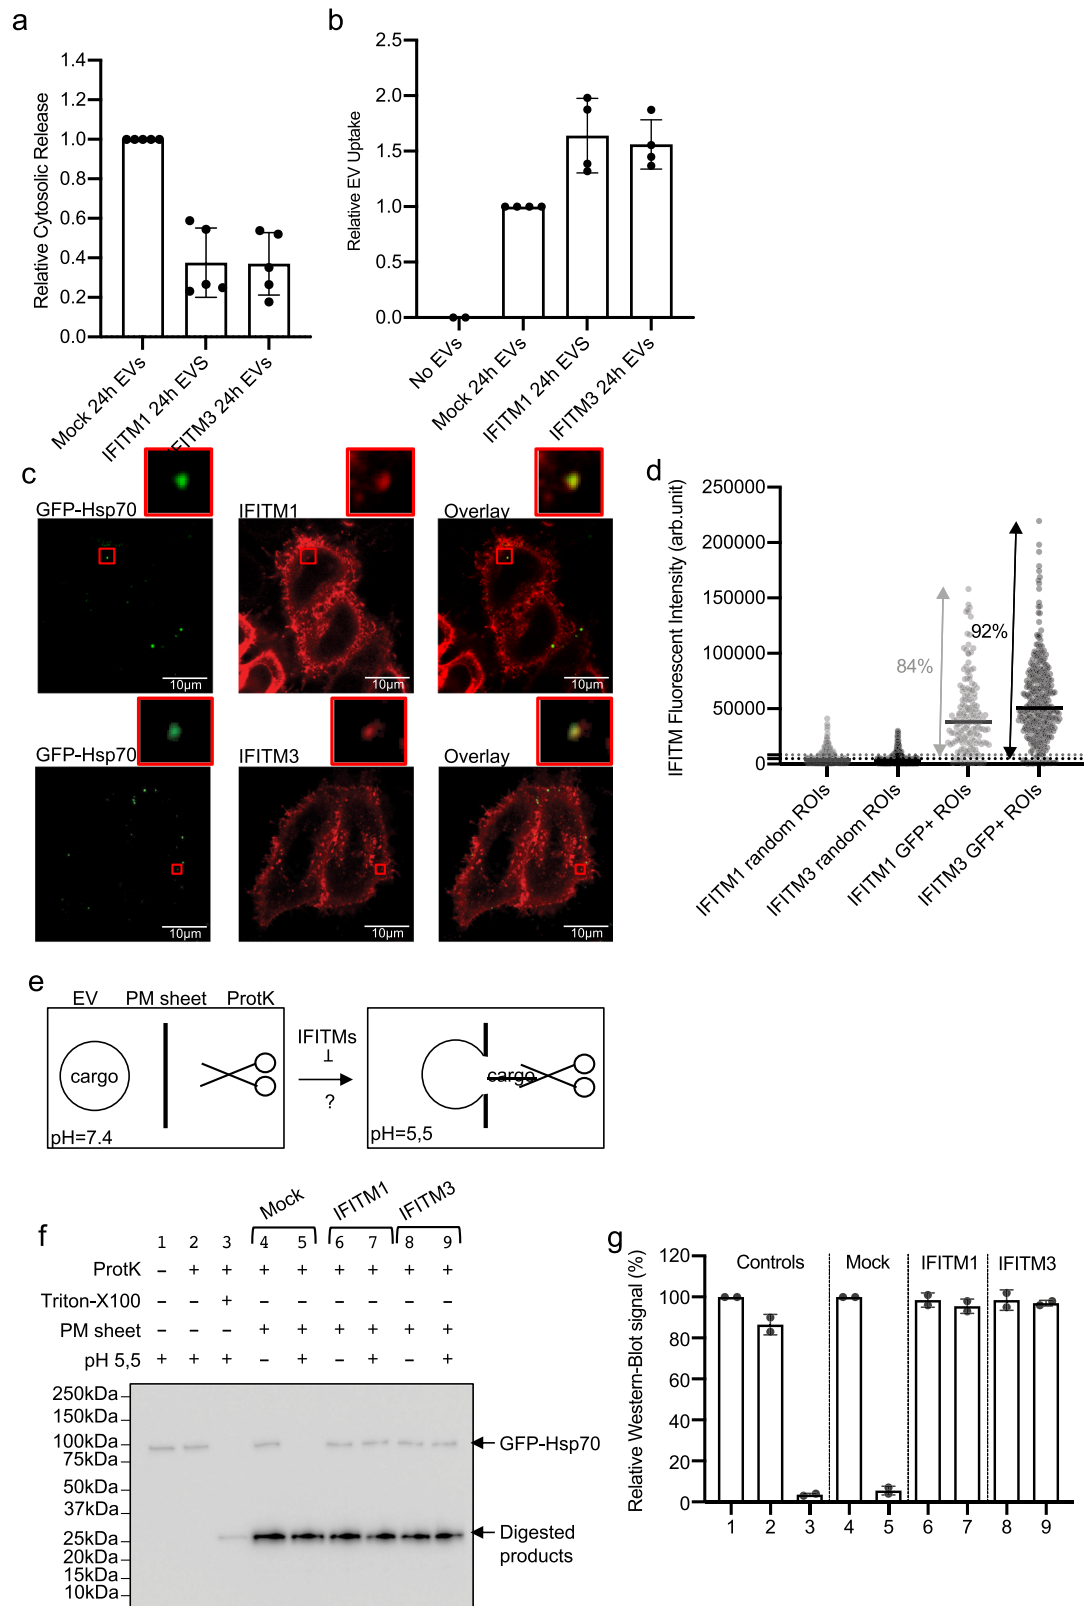 a
Relative Cytosolic Release
1.4
1.2
1.0
0.8
0.6
0.4
0.2
0.0
Mock 24h EVs
IFITM1 24h EVS
IFITM3 24h EVs
b
Relative EV Uptake
2.5
2.0
1.5
1.0
0.5
0.0
No EVs
Mock 24h EVs
IFITM1 24h EVS
IFITM3 24h EVs
c
GFP-Hsp70
IFITM1
Overlay
10µm
10µm
10µm
GFP-Hsp70
IFITM3
Overlay
10µm
10µm
10µm
d
IFITM Fluorescent Intensity (arb.unit)
250000
200000
150000
100000
50000
0
84%
92%
IFITM1 random ROIs
IFITM3 random ROIs
IFITM1 GFP+ ROIs
IFITM3 GFP+ ROIs
e
EV PM sheet ProtK
cargo
pH=7.4
IFITMs
⊥
?
cargo
pH=5,5
f
Mock IFITM1 IFITM3
1 2 3 4 5 6 7 8 9
ProtK – + + + + + + + +
Triton-X100 – – + – – – – – –
PM sheet – – – + + + + + +
pH 5,5 + + + – + – + – +
250kDa
150kDa
100kDa
75kDa
50kDa
37kDa
25kDa
20kDa
15kDa
10kDa
GFP-Hsp70
Digested
products
g
Relative Western-Blot signal (%)
120
100
80
60
40
20
0
Controls Mock IFITM1 IFITM3
1 2 3 4 5 6 7 8 9